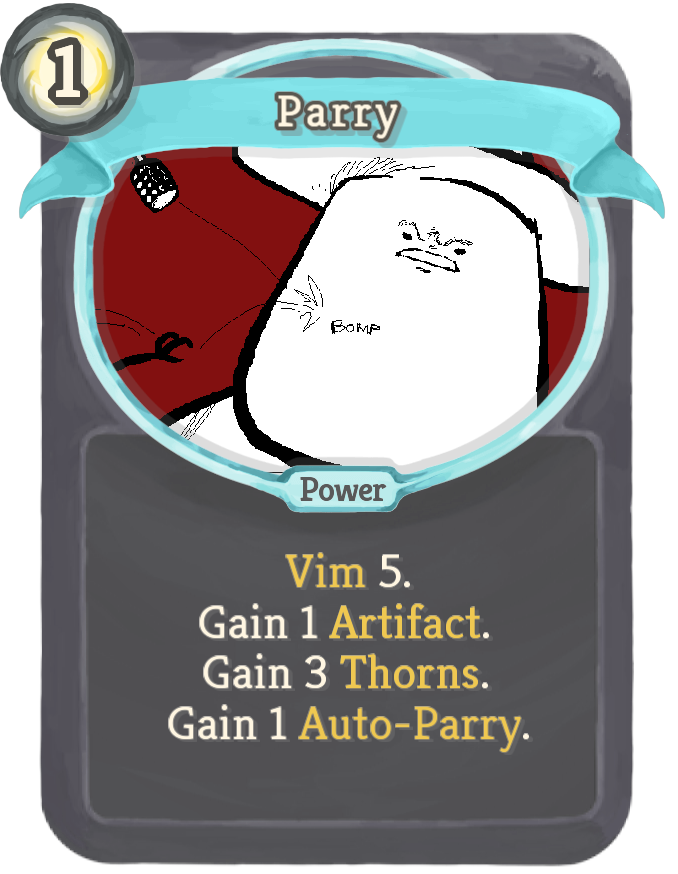 1
Parry
BOMP
Power
Vim 5.
Gain 1 Artifact.
Gain 3 Thorns.
Gain 1 Auto-Parry.